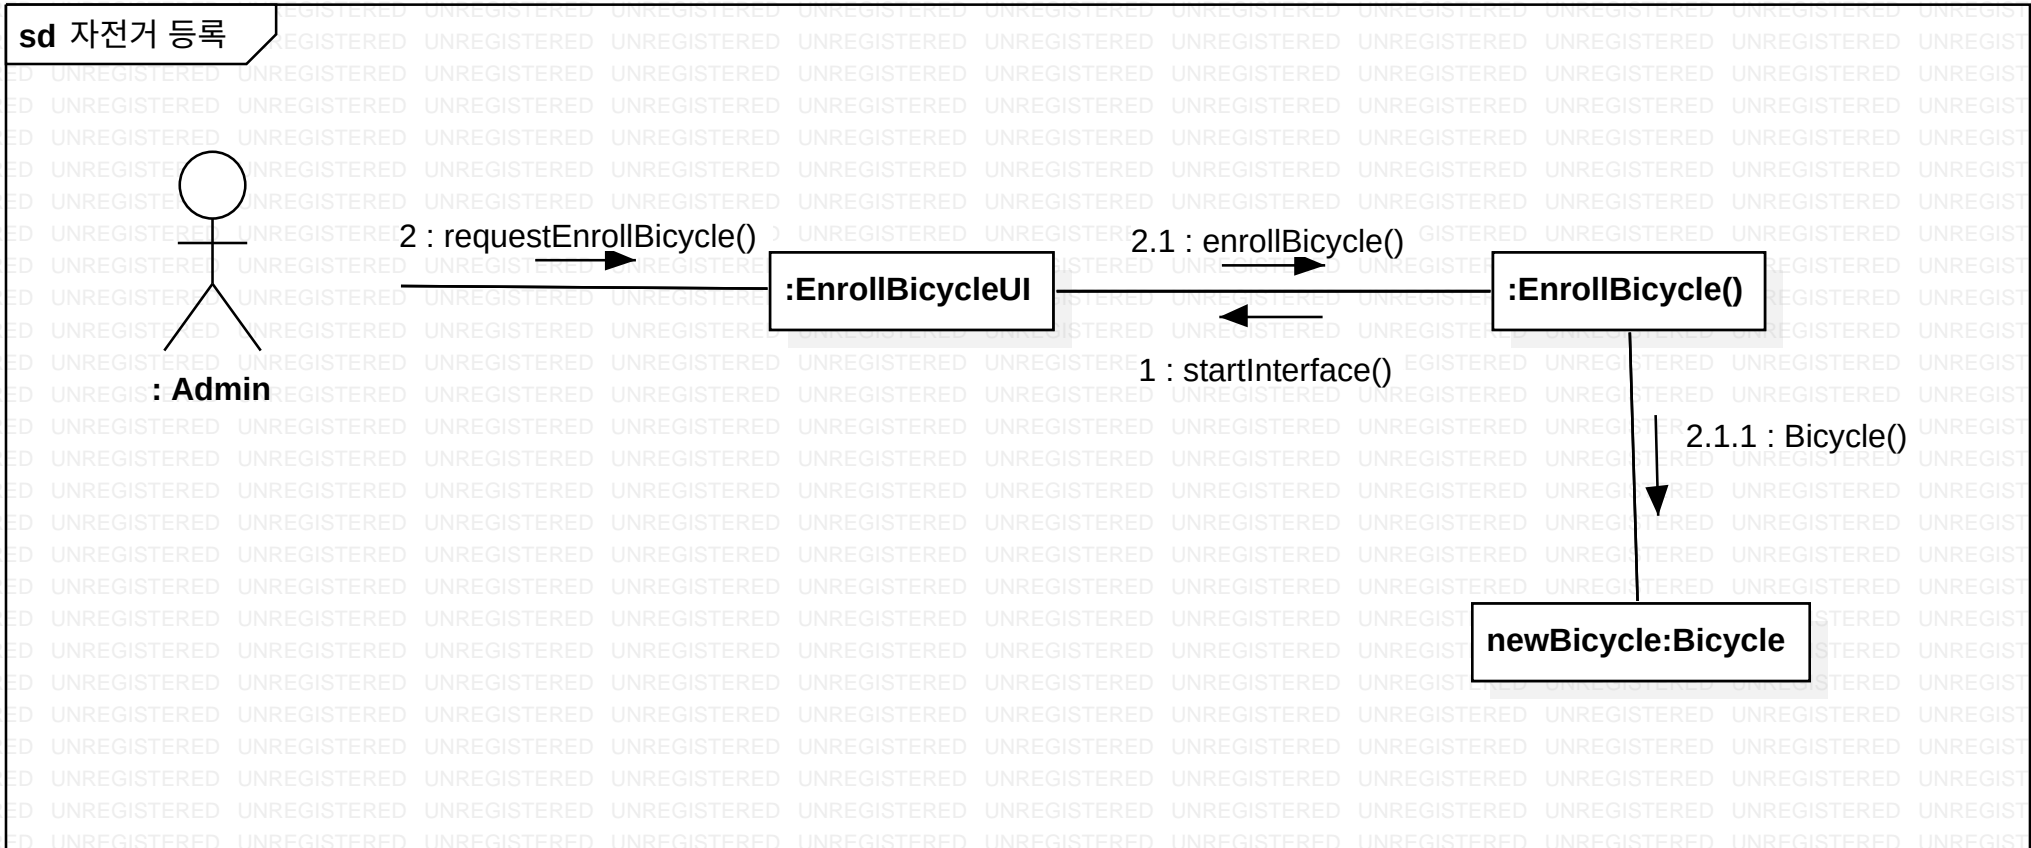 sd 자전거 등록
2 : requestEnrollBicycle()
2.1 : enrollBicycle()
:EnrollBicycleUI
:EnrollBicycle()
1 : startInterface()
: Admin
2.1.1 : Bicycle()
newBicycle:Bicycle
UNREGISTERED